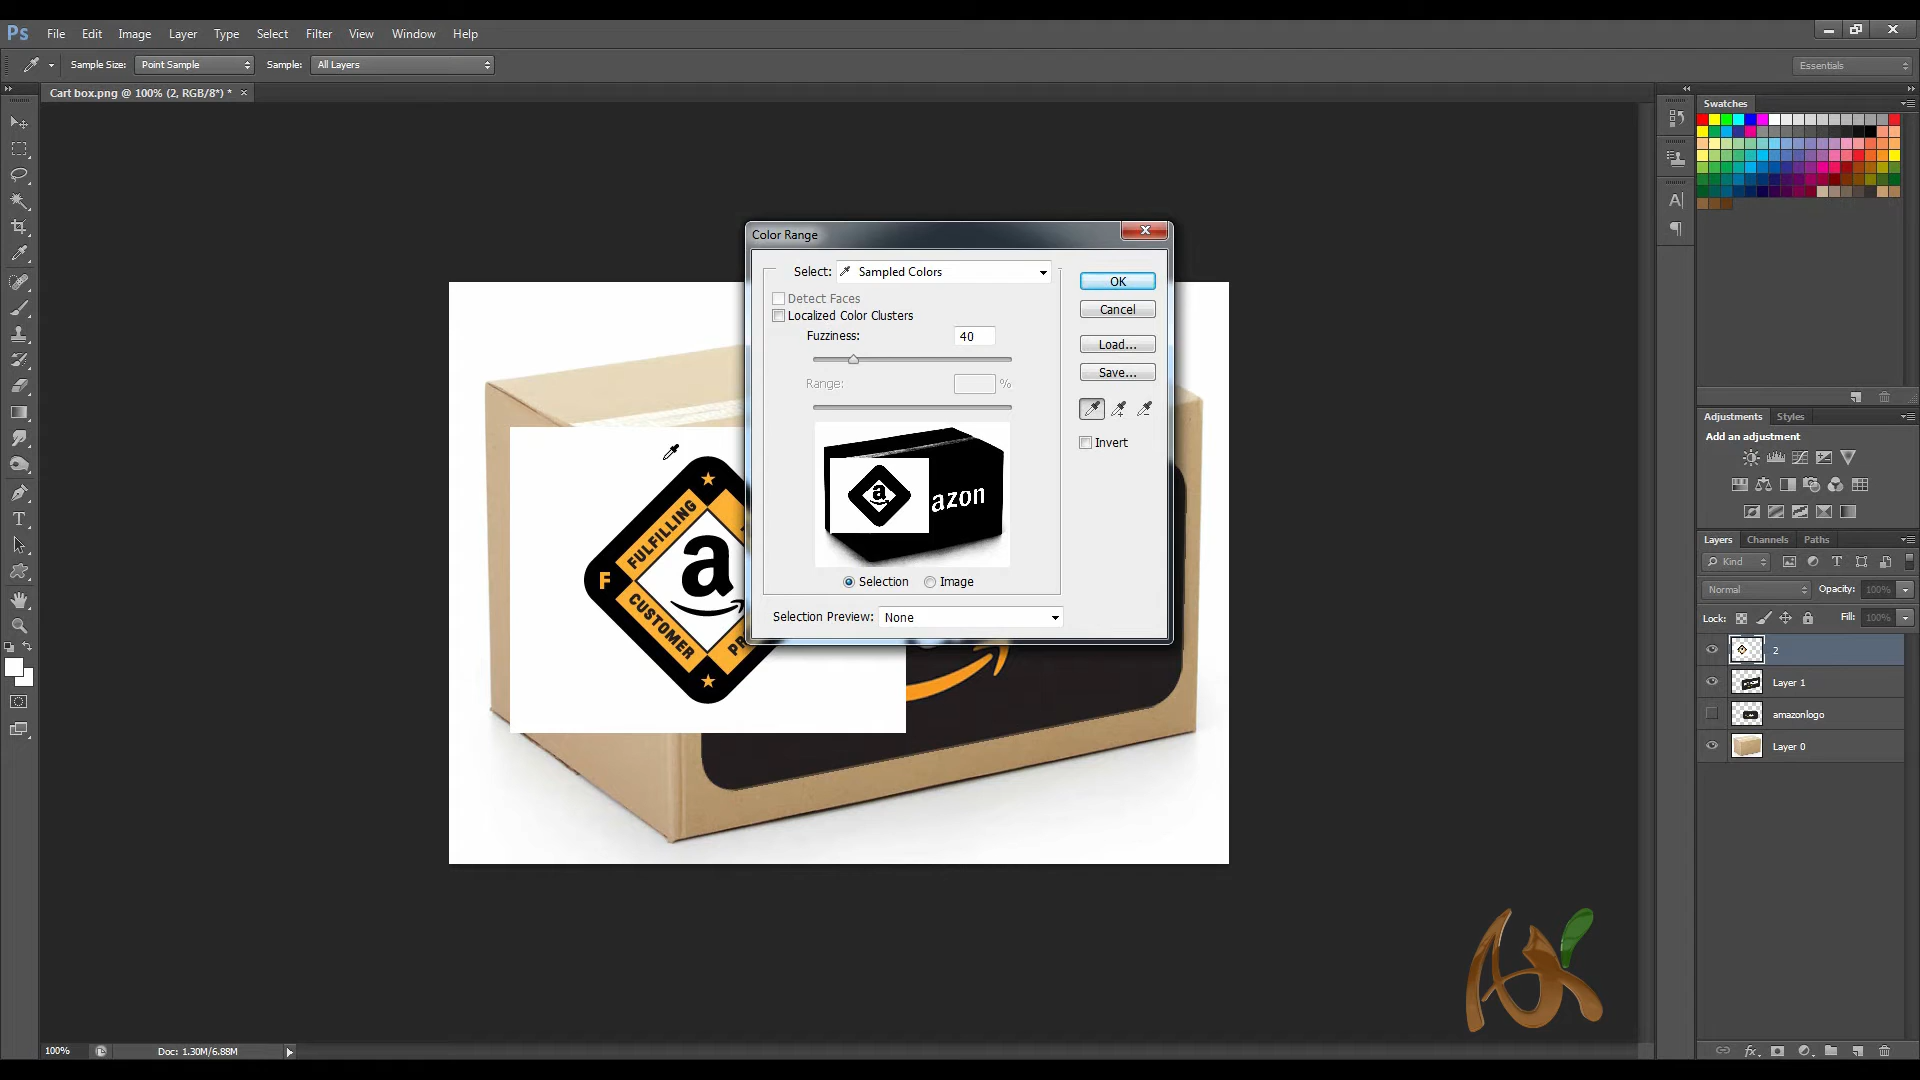 Ps File Edit Image Layer Type Select Filter View Window Help
Sample Size: Point Sample Sample: All Layers Essentials
Cart box.png @ 100% (2, RGB/8*) * ×
Swatches
Color Range
Select: Sampled Colors
OK
Detect Faces
Localized Color Clusters
Cancel
Fuzziness: 40
Load...
Save...
Range: %
Invert
azon
Selection Image
Selection Preview: None
FULFILLING
F
CUSTOMER
a
PR
Adjustments Styles
Add an adjustment
Layers Channels Paths
Kind
Normal Opacity: 100%
Lock: Fill: 100%
2
Layer 1
amazonlogo
Layer 0
100% Doc: 1.30M/6.88M